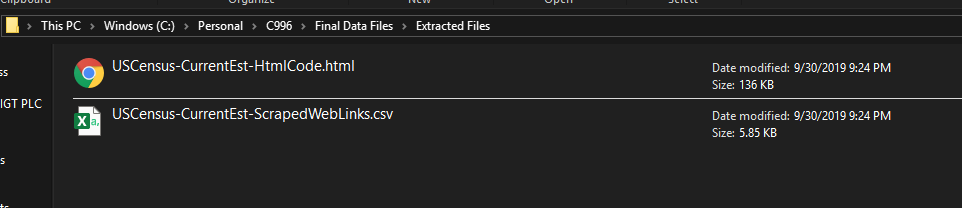 Clipboard Organize New Open Select
This PC > Windows (C:) > Personal > C996 > Final Data Files > Extracted Files
USCensus-CurrentEst-HtmlCode.html
Date modified: 9/30/2019 9:24 PM
Size: 136 KB
ss
IGT PLC
USCensus-CurrentEst-ScrapedWebLinks.csv
Date modified: 9/30/2019 9:24 PM
Size: 5.85 KB
s
ts